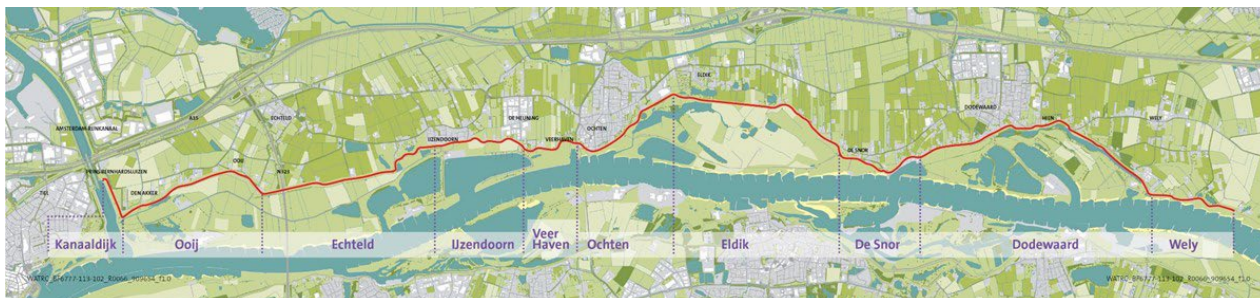 A15
ECHTELD
AMSTERDAM-RIJNKANAAL
PRINS BERNHARDSLUIZEN
TIEL
DEN AKKER
OOIJ
N323
IJZENDOORN
DE HEUNING
VEERHAVEN
OCHTEN
ELDIK
DE SNOR
DODEWAARD
HIEN
WELY
Kanaaldijk
Ooij
Echteld
IJzendoorn
Veer
Haven
Ochten
Eldik
De Snor
Dodewaard
Wely